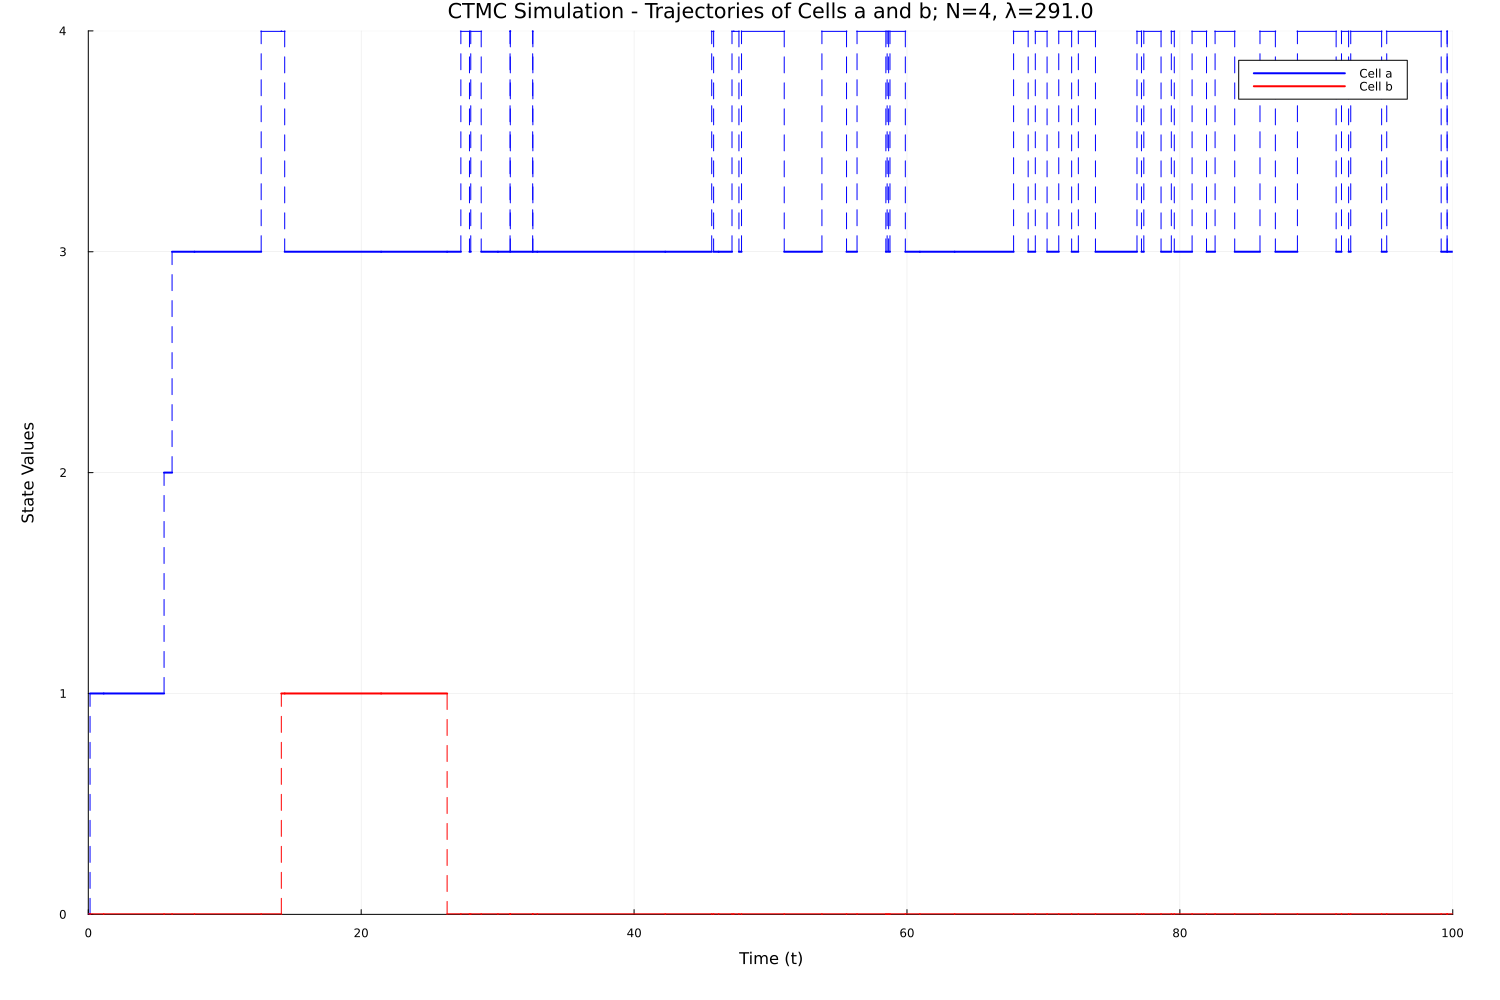 CTMC Simulation - Trajectories of Cells a and b; N=4, λ=291.0
4
Cell a
Cell b
3
State Values
2
1
0
0 20 40 60 80 100
Time (t)